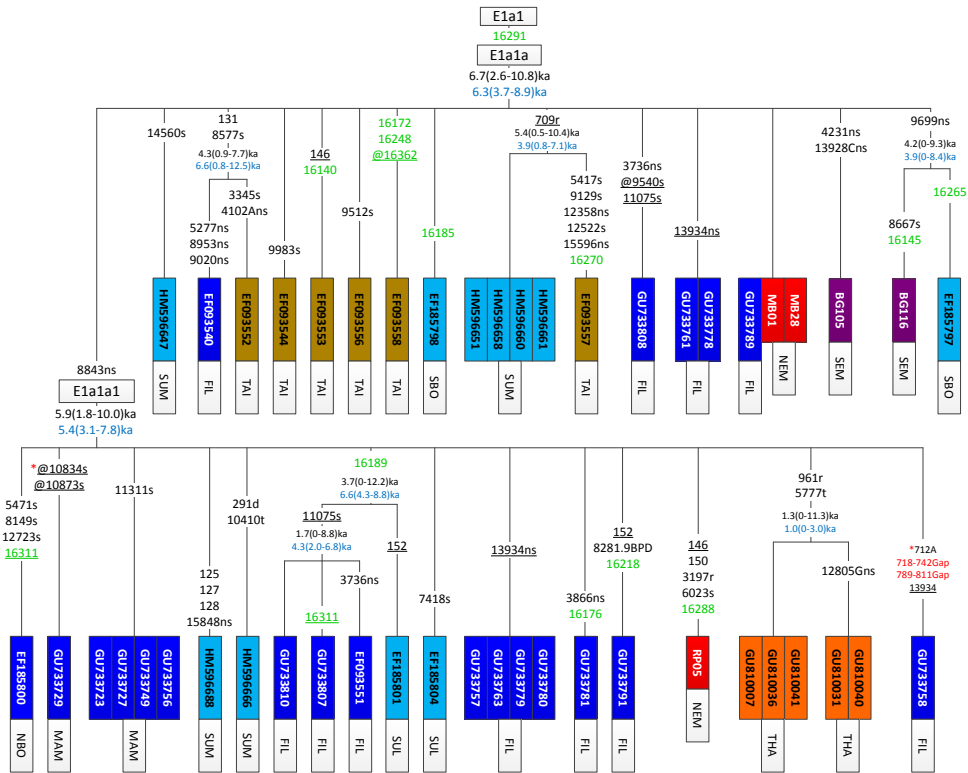 E1a1
16291
E1a1a
6.7(2.6-10.8)ka
6.3(3.7-8.9)ka
14560s
131
8577s
4.3(0.9-7.7)ka
6.6(0.8-12.5)ka
5277ns
8953ns
9020ns
3345s
4102Ans
9983s
146
16140
9512s
16172
16248
@16362
16185
709r
5.4(0.5-10.4)ka
3.9(0.8-7.1)ka
5417s
9129s
12358ns
12522s
15596ns
16270
3736ns
@9540s
11075s
13934ns
4231ns
13928Cns
9699ns
4.2(0-9.3)ka
3.9(0-8.4)ka
8667s
16145
16265
HM596647
EF093540
EF093552
EF093544
EF093553
EF093556
EF093558
EF185798
HM596651
HM596658
HM596660
HM596661
EF093557
GU733808
GU733761
GU733778
GU733789
MB01
MB28
BG105
BG116
EF185797
SUM
FIL
TAI
TAI
TAI
TAI
TAI
SBO
SUM
TAI
FIL
FIL
FIL
NEM
SEM
SEM
SBO
8843ns
E1a1a1
5.9(1.8-10.0)ka
5.4(3.1-7.8)ka
5471s
8149s
12723s
16311
*@10834s
@10873s
11311s
125
127
128
15848ns
291d
10410t
16189
3.7(0-12.2)ka
6.6(4.3-8.8)ka
11075s
1.7(0-8.8)ka
4.3(2.0-6.8)ka
16311
3736ns
152
7418s
13934ns
3866ns
16176
152
8281.9BPD
16218
146
150
3197r
6023s
16288
961r
5777t
1.3(0-11.3)ka
1.0(0-3.0)ka
12805Gns
*712A
718-742Gap
789-811Gap
13934
EF185800
GU733729
GU733723
GU733727
GU733749
GU733756
HM596688
HM596666
GU733810
GU733807
EF093551
EF185801
EF185804
GU733757
GU733763
GU733779
GU733780
GU733781
GU733791
RP05
GU810007
GU810036
GU810041
GU810031
GU810040
GU733758
NBO
MAM
MAM
SUM
SUM
FIL
FIL
FIL
SUL
SUL
FIL
FIL
FIL
NEM
THA
THA
FIL